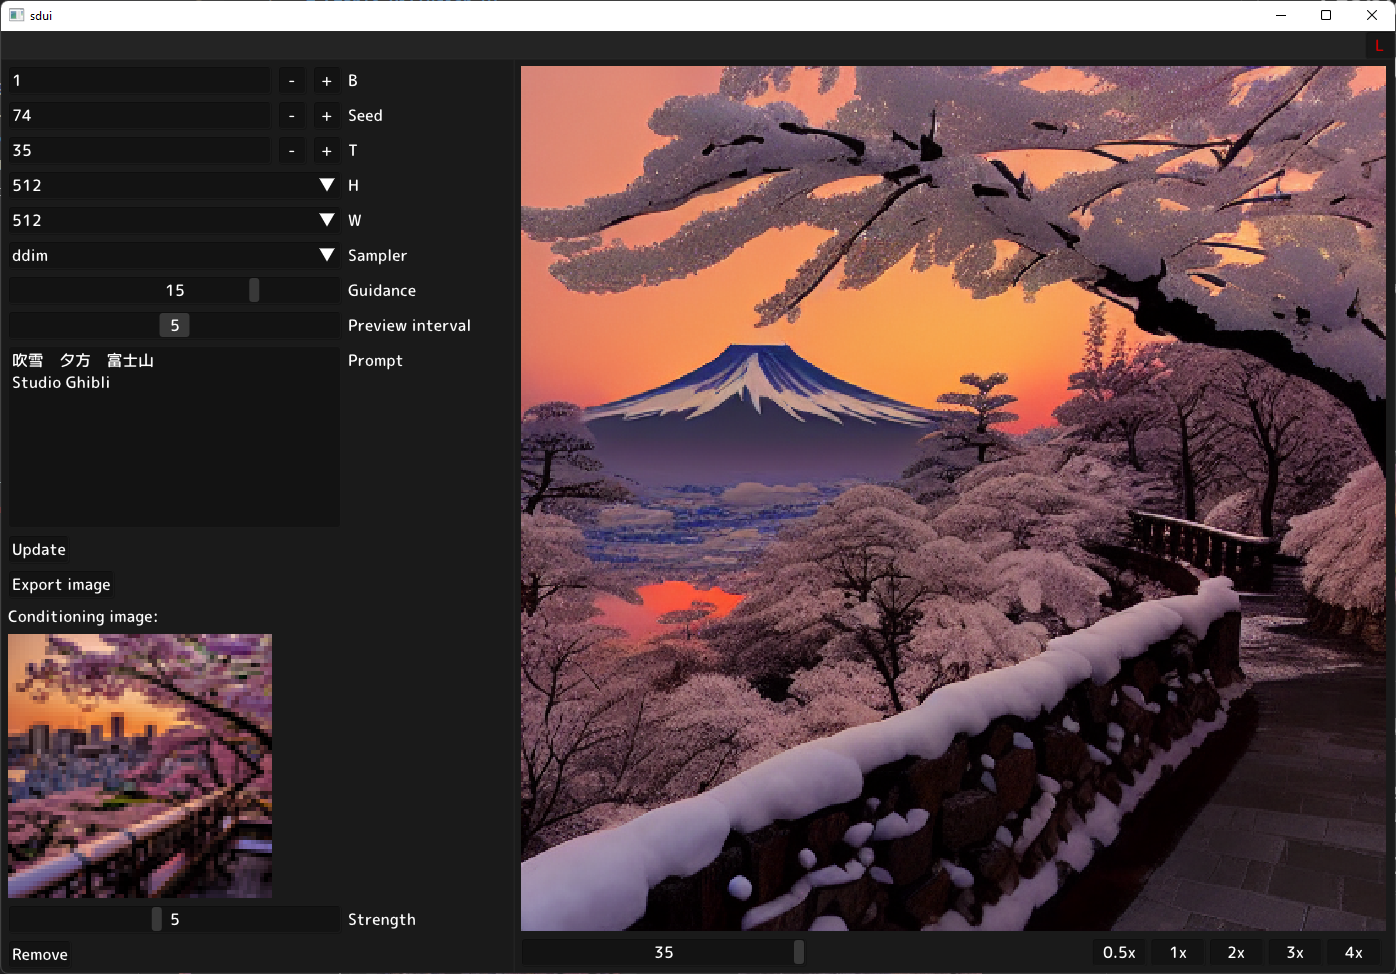 sdui
L
1 - + B
74 - + Seed
35 - + T
512 H
512 W
ddim Sampler
15 Guidance
5 Preview interval
吹雪　夕方　富士山 Prompt
Studio Ghibli
Update
Export image
Conditioning image:
5 Strength
Remove
35 0.5x 1x 2x 3x 4x